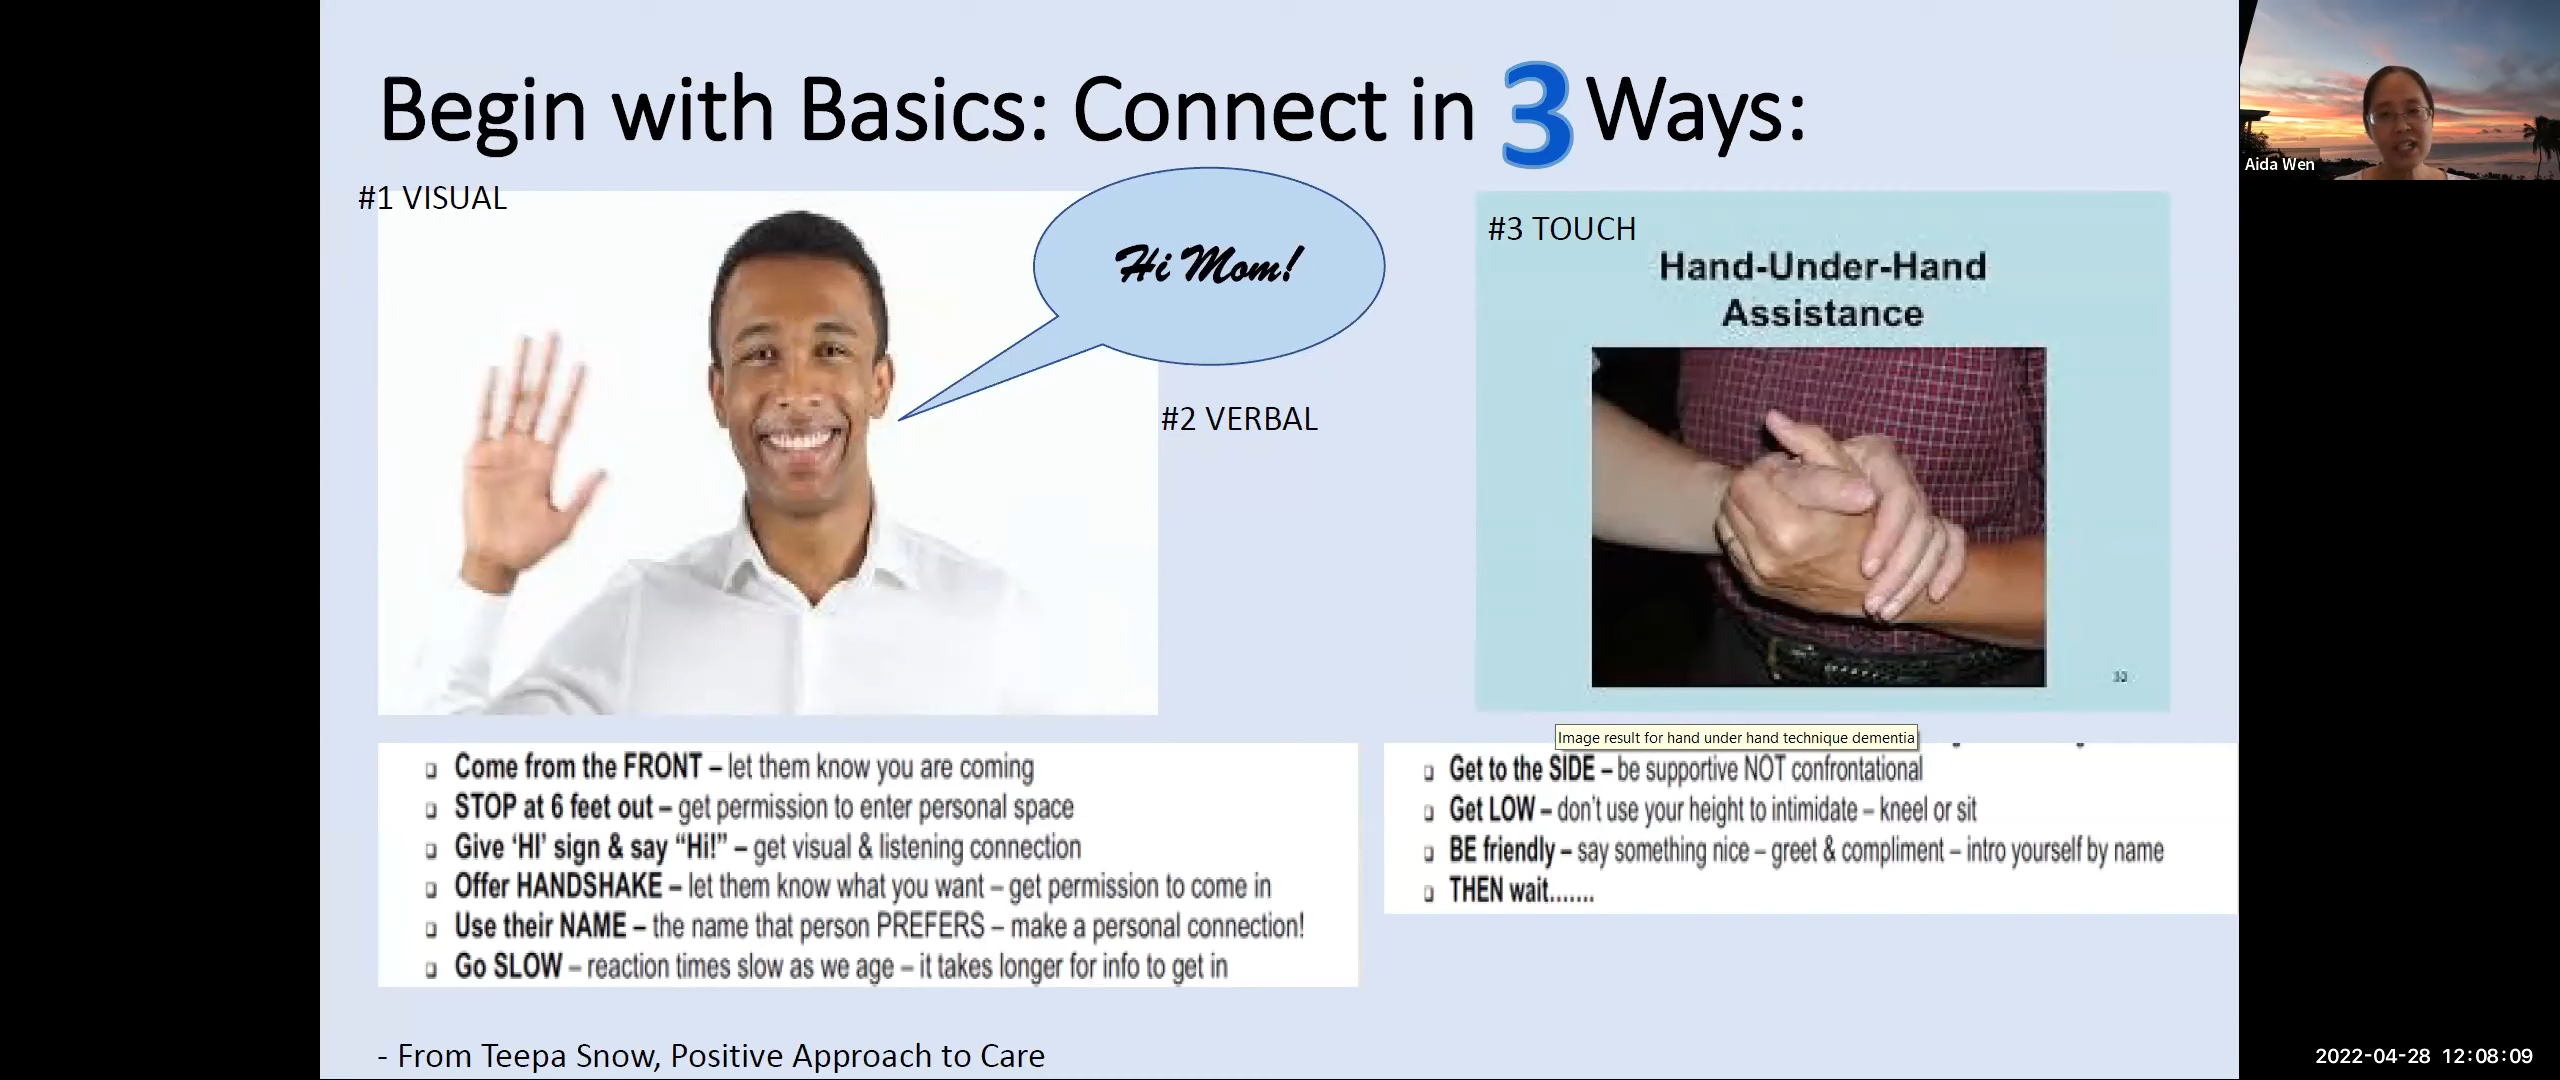 Begin with Basics: Connect in 3 Ways:
#1 VISUAL
Hi Mom!
#2 VERBAL
#3 TOUCH
Hand-Under-Hand
Assistance
Image result for hand under hand technique dementia
❑ Come from the FRONT – let them know you are coming
❑ STOP at 6 feet out – get permission to enter personal space
❑ Give ‘HI’ sign & say “Hi!” – get visual & listening connection
❑ Offer HANDSHAKE – let them know what you want – get permission to come in
❑ Use their NAME – the name that person PREFERS – make a personal connection!
❑ Go SLOW – reaction times slow as we age – it takes longer for info to get in
❑ Get to the SIDE – be supportive NOT confrontational
❑ Get LOW – don’t use your height to intimidate – kneel or sit
❑ BE friendly – say something nice – greet & compliment – intro yourself by name
❑ THEN wait…….
- From Teepa Snow, Positive Approach to Care
Aida Wen
2022-04-28 12:08:09